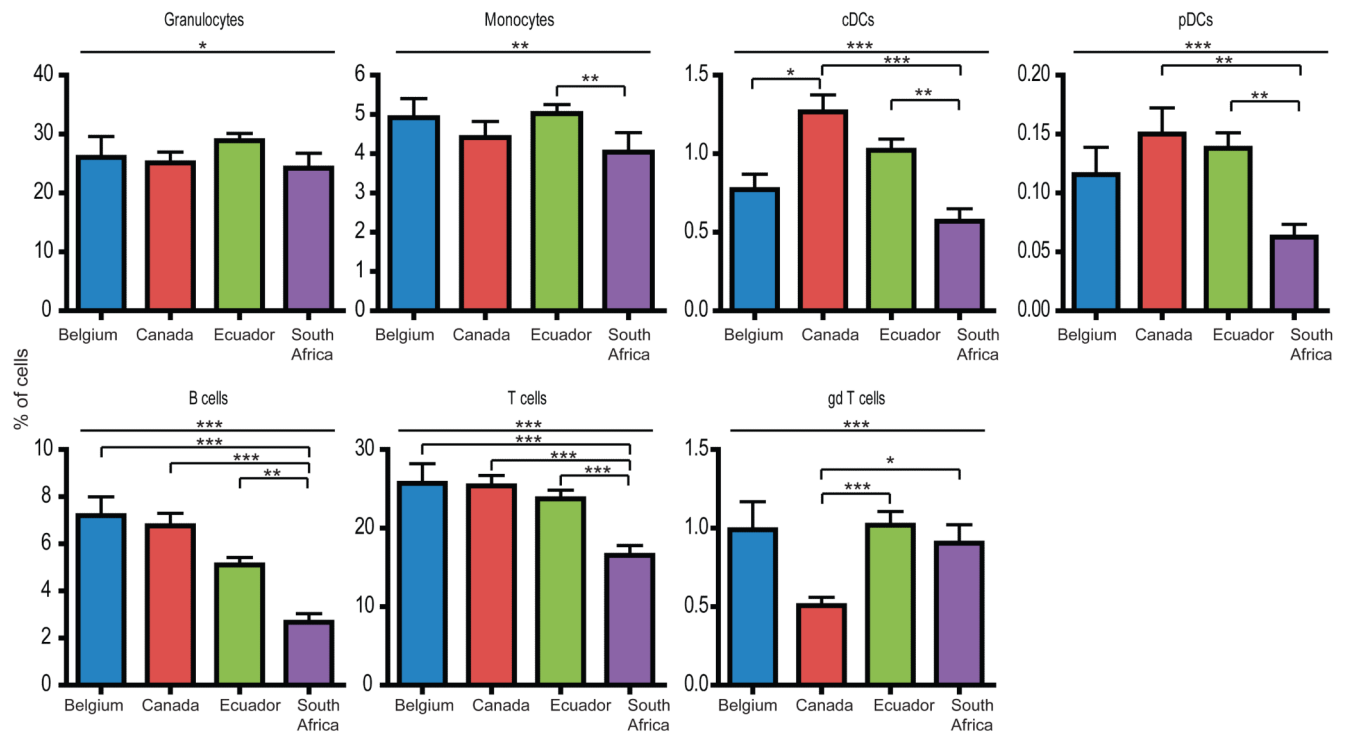 Granulocytes
*
40
30
20
10
0
Belgium
Canada
Ecuador
South
Africa
Monocytes
**
**
6
5
4
3
2
1
0
Belgium
Canada
Ecuador
South
Africa
cDCs
***
*
***
**
1.5
1.0
0.5
0.0
Belgium
Canada
Ecuador
South
Africa
pDCs
***
**
**
0.20
0.15
0.10
0.05
0.00
Belgium
Canada
Ecuador
South
Africa
% of cells
B cells
***
***
***
**
10
8
6
4
2
0
Belgium
Canada
Ecuador
South
Africa
T cells
***
***
***
***
30
20
10
0
Belgium
Canada
Ecuador
South
Africa
gd T cells
***
*
***
1.5
1.0
0.5
0.0
Belgium
Canada
Ecuador
South
Africa